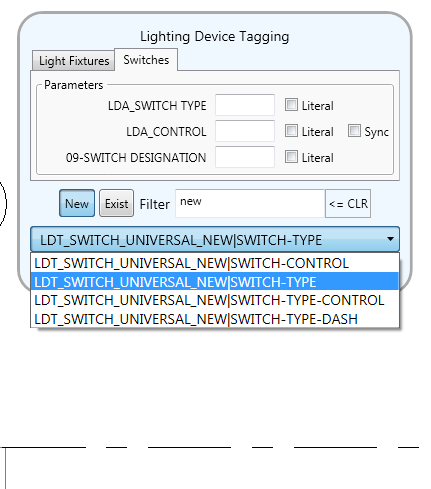 Lighting Device Tagging
Light Fixtures Switches
Parameters
LDA_SWITCH TYPE Literal
LDA_CONTROL Literal Sync
09-SWITCH DESIGNATION Literal
New Exist Filter new <= CLR
LDT_SWITCH_UNIVERSAL_NEW|SWITCH-TYPE
LDT_SWITCH_UNIVERSAL_NEW|SWITCH-CONTROL
LDT_SWITCH_UNIVERSAL_NEW|SWITCH-TYPE
LDT_SWITCH_UNIVERSAL_NEW|SWITCH-TYPE-CONTROL
LDT_SWITCH_UNIVERSAL_NEW|SWITCH-TYPE-DASH